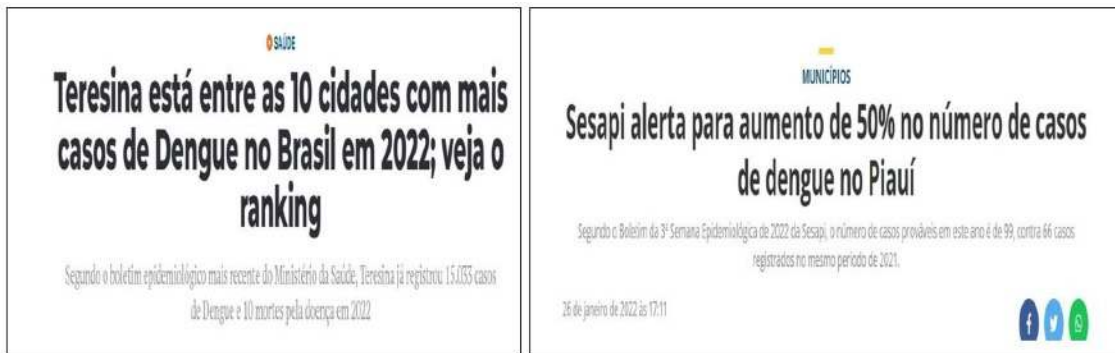 SAÚDE
Teresina está entre as 10 cidades com mais
casos de Dengue no Brasil em 2022; veja o
ranking
Segundo o boletim epidemiológico mais recente do Ministério da Saúde, Teresina já registrou 15.053 casos
de Dengue e 10 mortes pela doença em 2022
MUNICÍPIOS
Sesapi alerta para aumento de 50% no número de casos
de dengue no Piauí
Segundo o Boletim da 3ª Semana Epidemiológica de 2022 da Sesapi, o número de casos prováveis em este ano é de 99, contra 66 casos
registrados no mesmo período de 2021.
26 de janeiro de 2022 às 17:11